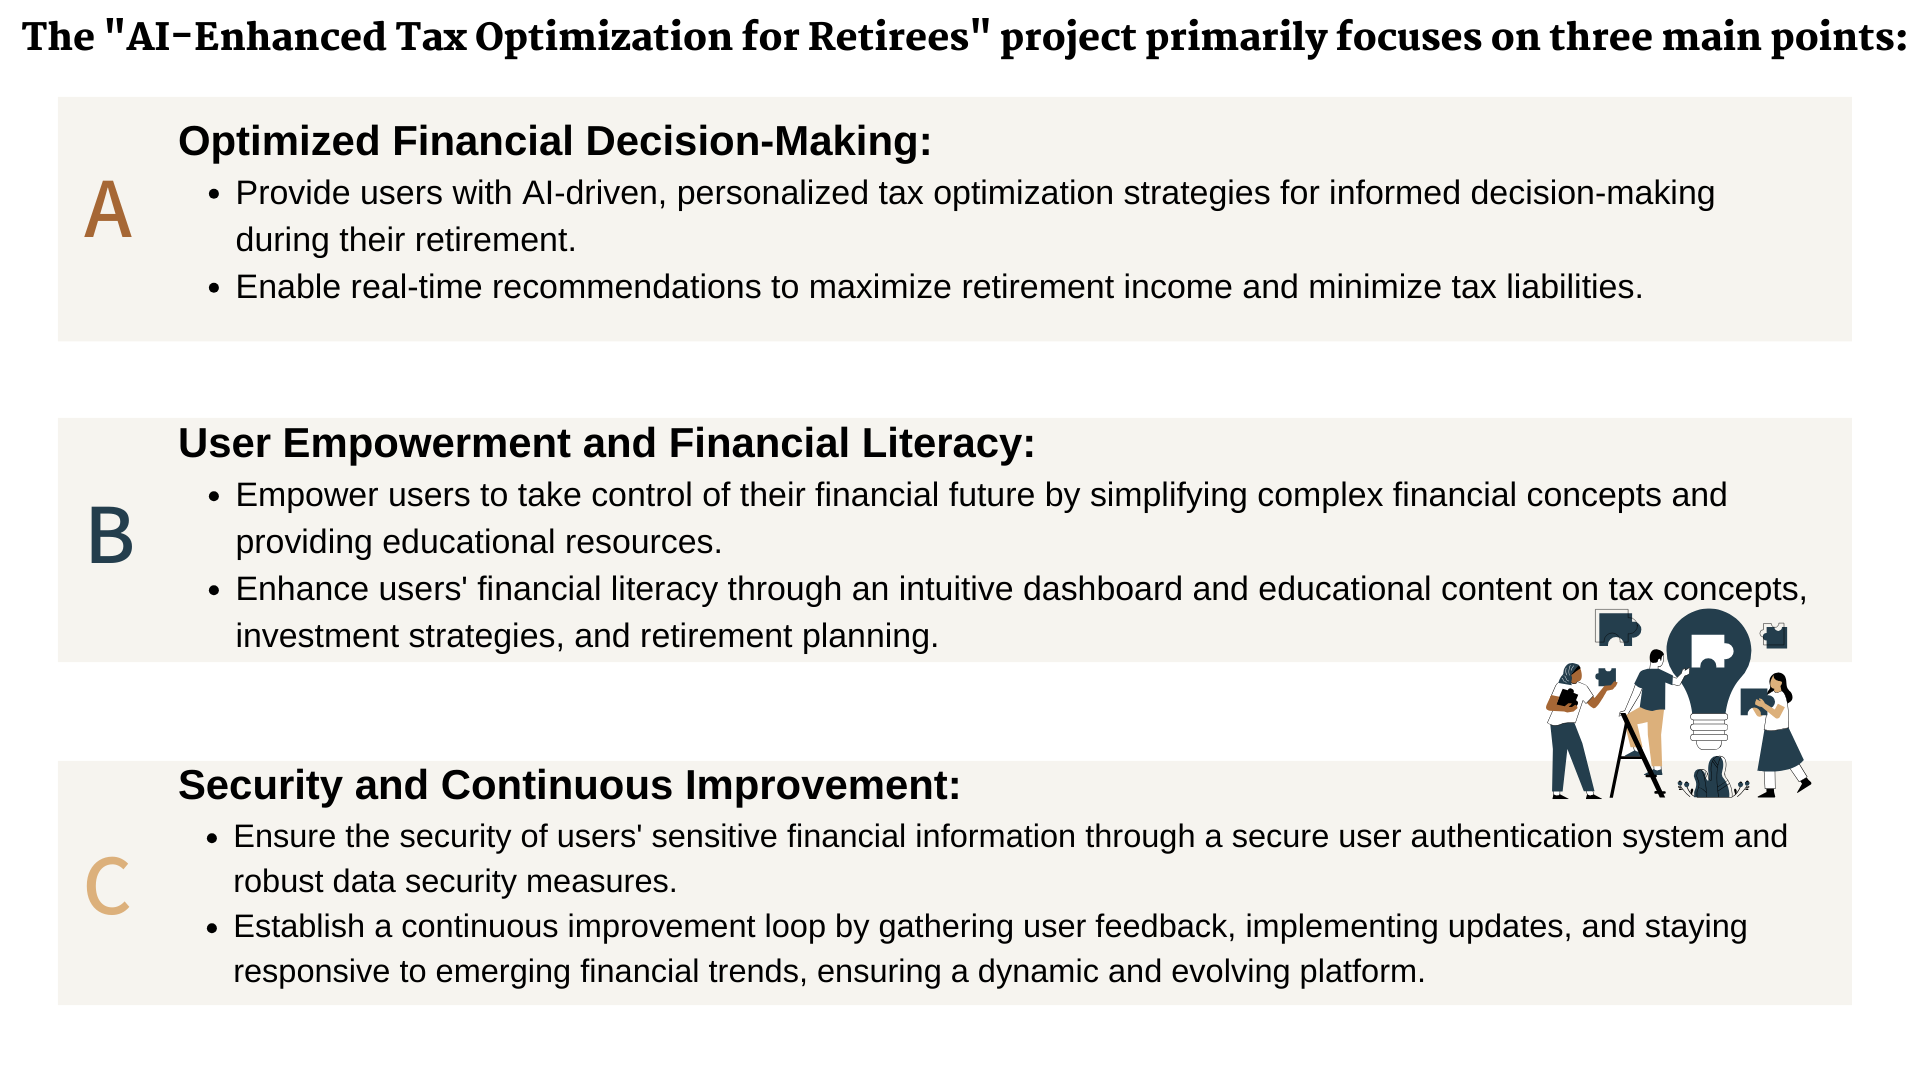 The "AI-Enhanced Tax Optimization for Retirees" project primarily focuses on three main points:
A
Optimized Financial Decision-Making:
• Provide users with AI-driven, personalized tax optimization strategies for informed decision-making
during their retirement.
• Enable real-time recommendations to maximize retirement income and minimize tax liabilities.
B
User Empowerment and Financial Literacy:
• Empower users to take control of their financial future by simplifying complex financial concepts and
providing educational resources.
• Enhance users' financial literacy through an intuitive dashboard and educational content on tax concepts,
investment strategies, and retirement planning.
C
Security and Continuous Improvement:
• Ensure the security of users' sensitive financial information through a secure user authentication system and
robust data security measures.
• Establish a continuous improvement loop by gathering user feedback, implementing updates, and staying
responsive to emerging financial trends, ensuring a dynamic and evolving platform.